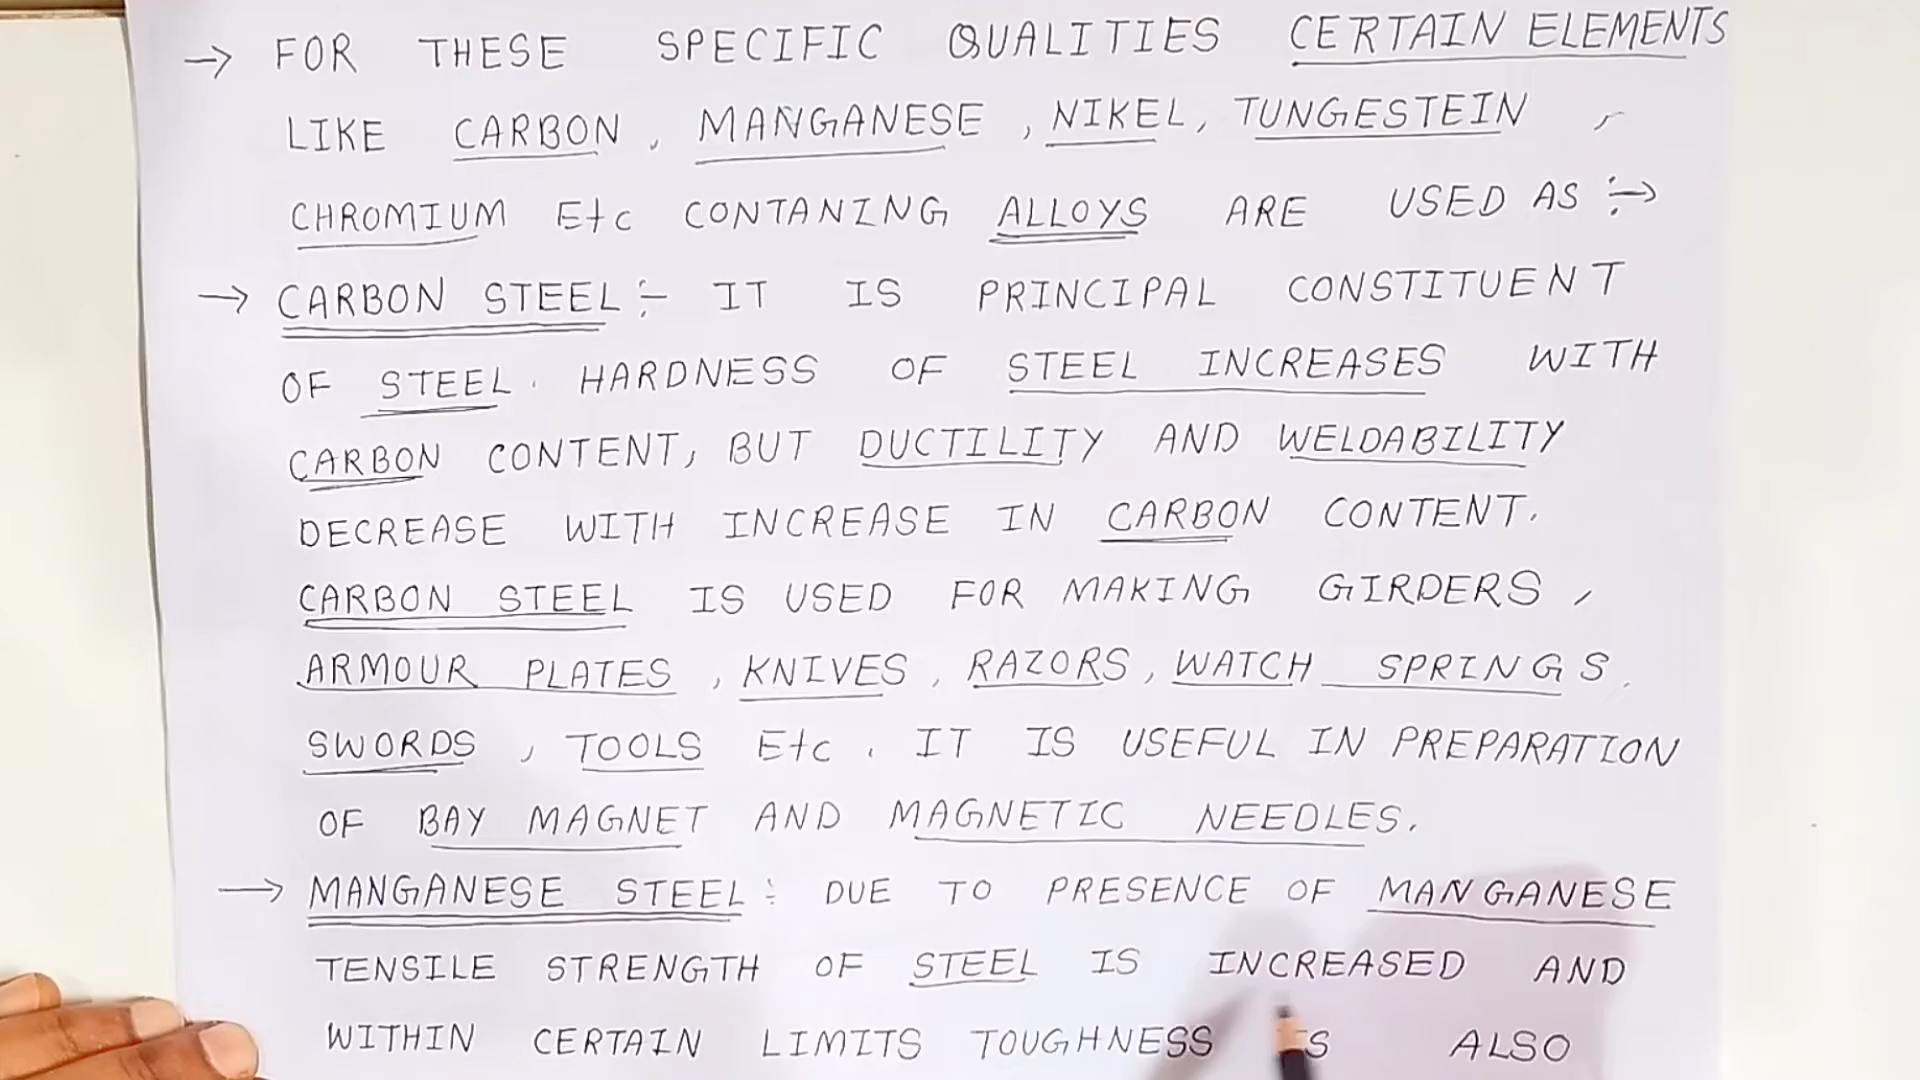 → FOR THESE SPECIFIC QUALITIES CERTAIN ELEMENTS
LIKE CARBON, MANGANESE, NIKEL, TUNGESTEIN,
CHROMIUM Etc CONTANING ALLOYS ARE USED AS :→
→ CARBON STEEL :- IT IS PRINCIPAL CONSTITUENT
OF STEEL. HARDNESS OF STEEL INCREASES WITH
CARBON CONTENT, BUT DUCTILITY AND WELDABILITY
DECREASE WITH INCREASE IN CARBON CONTENT.
CARBON STEEL IS USED FOR MAKING GIRDERS,
ARMOUR PLATES, KNIVES, RAZORS, WATCH SPRINGS,
SWORDS, TOOLS Etc. IT IS USEFUL IN PREPARATION
OF BAY MAGNET AND MAGNETIC NEEDLES.
→ MANGANESE STEEL : DUE TO PRESENCE OF MANGANESE
TENSILE STRENGTH OF STEEL IS INCREASED AND
WITHIN CERTAIN LIMITS TOUGHNESS IS ALSO